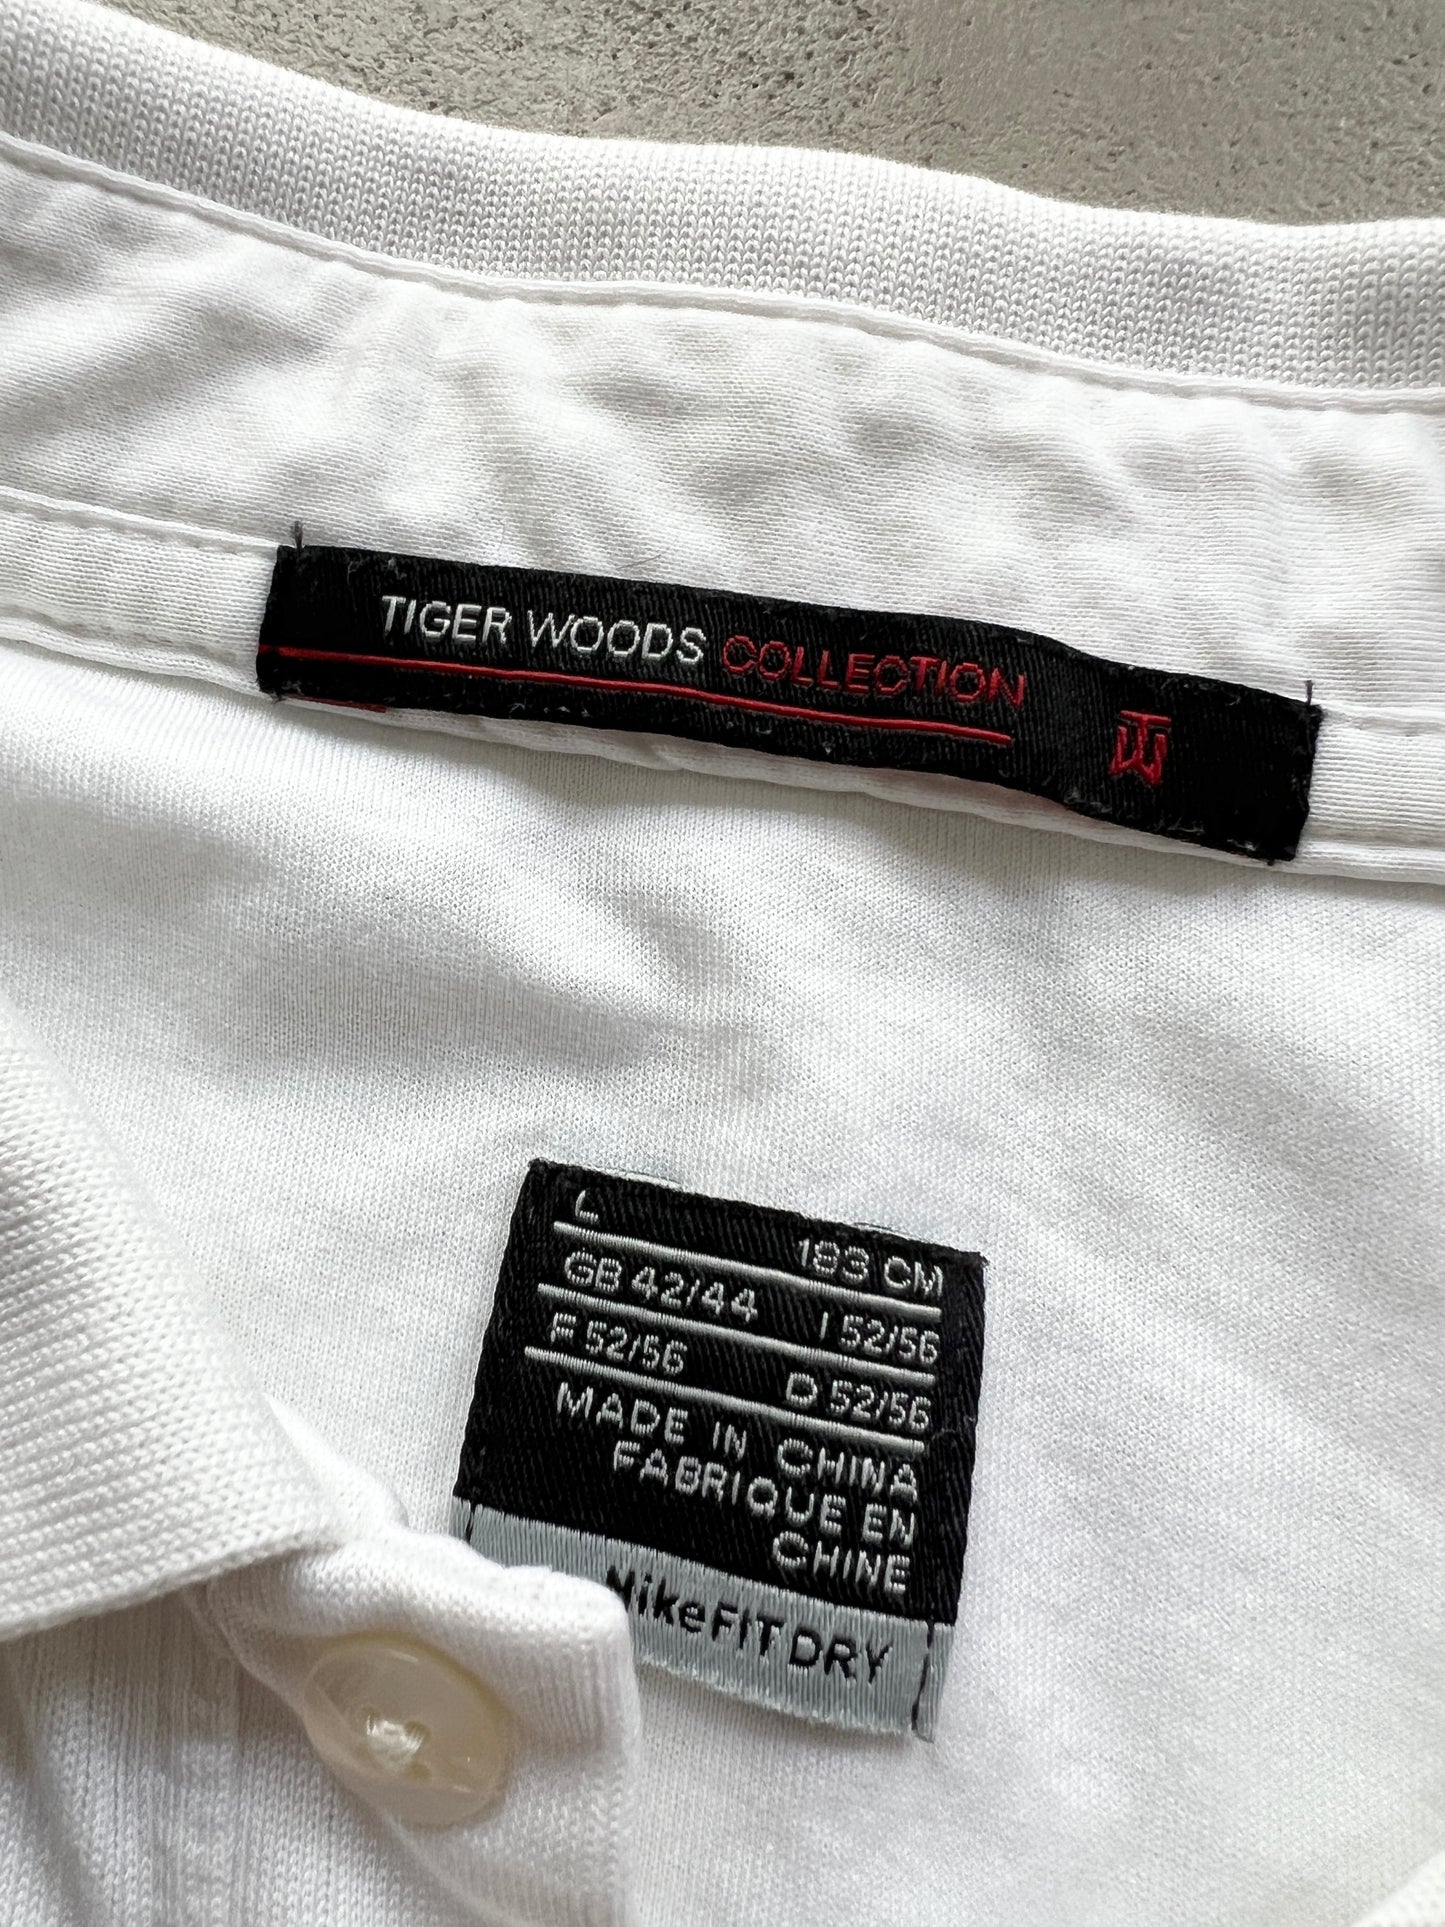 TIGER WOODS COLLECTION TW
L 183 CM
GB 42/44 I 52/56
F 52/56 D 52/56
MADE IN CHINA
FABRIQUE EN
CHINE
NikeFIT DRY